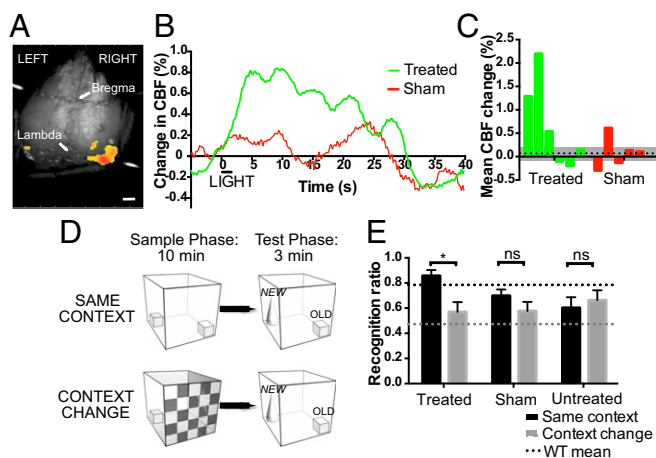 A
LEFT RIGHT
Bregma
Lambda
B
Change in CBF (%)
1.0
0.8
0.6
0.4
0.2
0
-0.2
-0.4
5 10 15 20 25 30 35 40
LIGHT
Time (s)
Treated
Sham
C
Mean CBF change (%)
2.5
2.0
1.5
1.0
0.5
0.0
-0.5
Treated Sham
D
Sample Phase:
10 min
Test Phase:
3 min
SAME
CONTEXT
NEW
OLD
CONTEXT
CHANGE
NEW
OLD
E
Recognition ratio
1.0
0.8
0.6
0.4
0.2
0.0
* ns ns
Treated Sham Untreated
Same context
Context change
WT mean